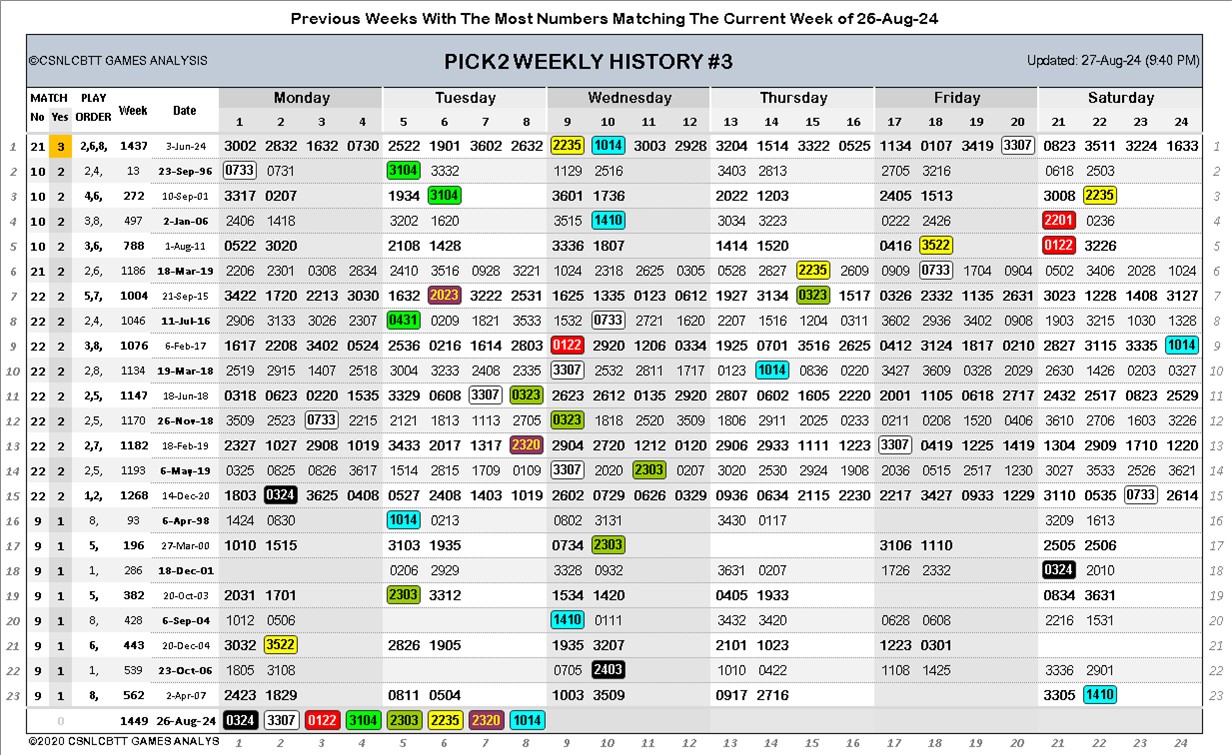 Previous Weeks With The Most Numbers Matching The Current Week of 26-Aug-24
©CSNLCBTT GAMES ANALYSIS PICK2 WEEKLY HISTORY #3 Updated: 27-Aug-24 (9:40 PM)
MATCH PLAY Week Date Monday Tuesday Wednesday Thursday Friday Saturday
No Yes ORDER 1 2 3 4 5 6 7 8 9 10 11 12 13 14 15 16 17 18 19 20 21 22 23 24
1 21 3 2,6,8, 1437 3-Jun-24 3002 2832 1632 0730 2522 1901 3602 2632 2235 1014 3003 2928 3204 1514 3322 0525 1134 0107 3419 3307 0823 3511 3224 1633 1
2 10 2 2,4, 13 23-Sep-96 0733 0731 3104 3332 1129 2516 3403 2813 2705 3216 0618 2503 2
3 10 2 4,6, 272 10-Sep-01 3317 0207 1934 3104 3601 1736 2022 1203 2405 1513 3008 2235 3
4 10 2 3,8, 497 2-Jan-06 2406 1418 3202 1620 3515 1410 3034 3223 0222 2426 2201 0236 4
5 10 2 3,6, 788 1-Aug-11 0522 3020 2108 1428 3336 1807 1414 1520 0416 3522 0122 3226 5
6 21 2 2,6, 1186 18-Mar-19 2206 2301 0308 2834 2410 3516 0928 3221 1024 2318 2625 0305 0528 2827 2235 2609 0909 0733 1704 0904 0502 3406 2028 1024 6
7 22 2 5,7, 1004 21-Sep-15 3422 1720 2213 3030 1632 2023 3222 2531 1625 1335 0123 0612 1927 3134 0323 1517 0326 2332 1135 2631 3023 1228 1408 3127 7
8 22 2 2,4, 1046 11-Jul-16 2906 3133 3026 2307 0431 0209 1821 3533 1532 0733 2721 1620 2207 1516 1204 0311 3602 2936 3402 0908 1903 3215 1030 1328 8
9 22 2 3,8, 1076 6-Feb-17 1617 2208 3402 0524 2536 0216 1614 2803 0122 2920 1206 0334 1925 0701 3516 2625 0412 3124 1817 0210 2827 3115 3335 1014 9
10 22 2 2,8, 1134 19-Mar-18 2519 2915 1407 2518 3004 3233 2408 2335 3307 2532 2811 1717 0123 1014 0836 0220 3427 3609 0328 2029 2630 1426 0203 0327 10
11 22 2 2,5, 1147 18-Jun-18 0318 0623 0220 1535 3329 0608 3307 0323 2623 2612 0135 2920 2807 0602 1605 2220 2001 1105 0618 2717 2432 2517 0823 2529 11
12 22 2 2,5, 1170 26-Nov-18 3509 2523 0733 2215 2121 1813 1113 2705 0323 1818 2520 3509 1806 2911 2025 0233 0211 0208 1520 0406 3610 2706 1603 3226 12
13 22 2 2,7, 1182 18-Feb-19 2327 1027 2908 1019 3433 2017 1317 2320 2904 2720 1212 0120 2906 2933 1111 1223 3307 0419 1225 1419 1304 2909 1710 1220 13
14 22 2 2,5, 1193 6-May-19 0325 0825 0826 3617 1514 2815 1709 0109 3307 2020 2303 0207 3020 2530 2924 1908 2036 0515 2517 1230 3027 3533 2526 3621 14
15 22 2 1,2, 1268 14-Dec-20 1803 0324 3625 0408 0527 2408 1403 1019 2602 0729 0626 0329 0936 0634 2115 2230 2217 3427 0933 1229 3110 0535 0733 2614 15
16 9 1 8, 93 6-Apr-98 1424 0830 1014 0213 0802 3131 3430 0117 3209 1613 16
17 9 1 5, 196 27-Mar-00 1010 1515 3103 1935 0734 2303 3106 1110 2505 2506 17
18 9 1 1, 286 18-Dec-01 0206 2929 3328 0932 3631 0207 1726 2332 0324 2010 18
19 9 1 5, 382 20-Oct-03 2031 1701 2303 3312 1534 1420 0405 1933 0834 3631 19
20 9 1 8, 428 6-Sep-04 1012 0506 1410 0111 3432 3420 0628 0608 2216 1531 20
21 9 1 6, 443 20-Dec-04 3032 3522 2826 1905 1935 3207 2101 1023 1223 0301 21
22 9 1 1, 539 23-Oct-06 1805 3108 0705 2403 1010 0422 1108 1425 3336 2901 22
23 9 1 8, 562 2-Apr-07 2423 1829 0811 0504 1003 3509 0917 2716 3305 1410 23
0 1449 26-Aug-24 0324 3307 0122 3104 2303 2235 2320 1014
©2020 CSNLCBTT GAMES ANALYS 1 2 3 4 5 6 7 8 9 10 11 12 13 14 15 16 17 18 19 20 21 22 23 24